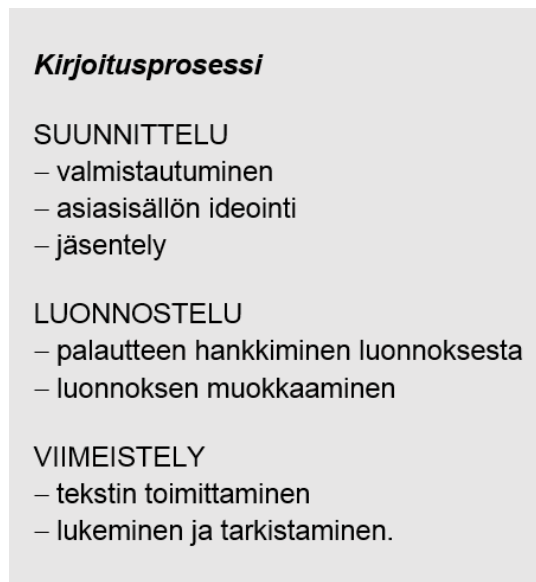 Kirjoitusprosessi
SUUNNITTELU
– valmistautuminen
– asiasisällön ideointi
– jäsentely
LUONNOSTELU
– palautteen hankkiminen luonnoksesta
– luonnoksen muokkaaminen
VIIMEISTELY
– tekstin toimittaminen
– lukeminen ja tarkistaminen.